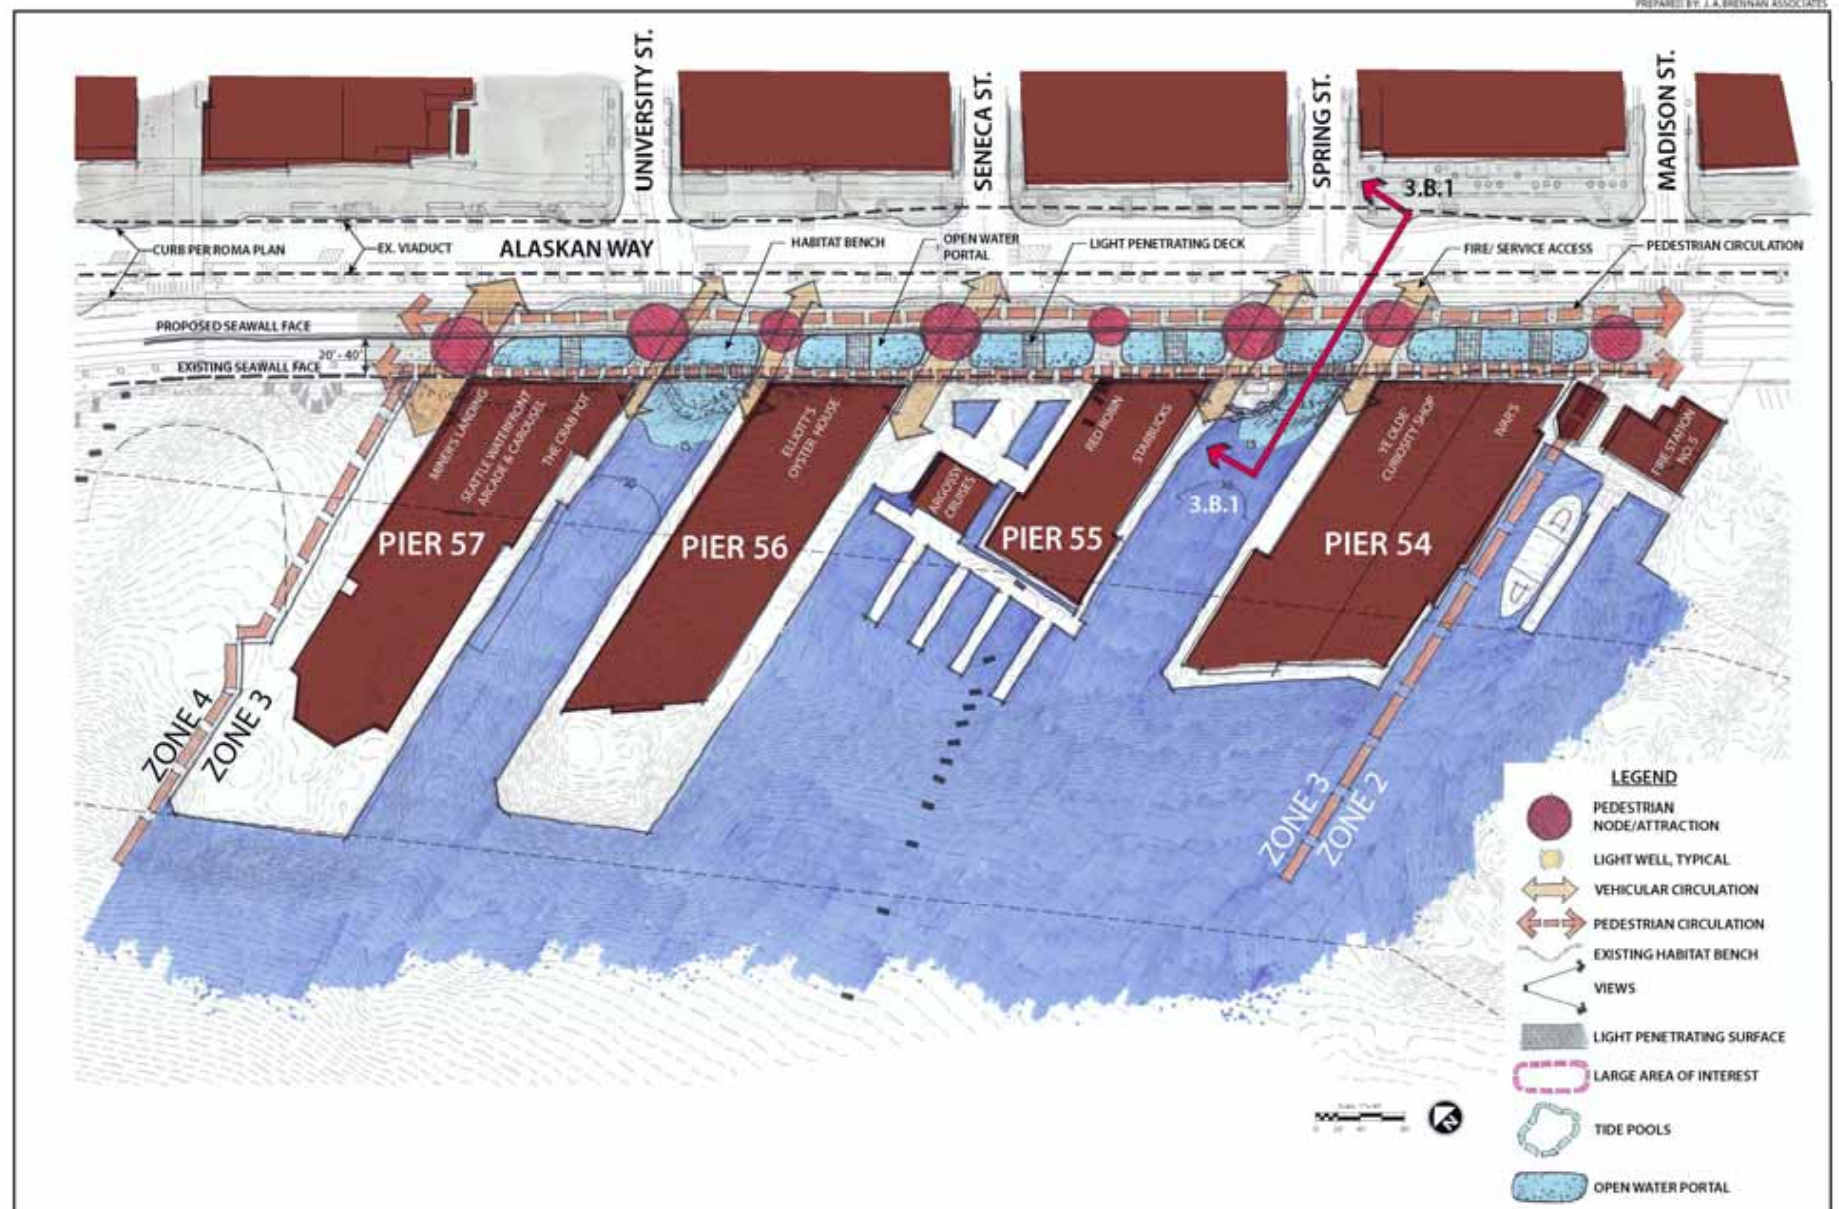 PREPARED BY: J.A.BRENNAN ASSOCIATES
UNIVERSITY ST.
SENECA ST.
SPRING ST.
MADISON ST.
3.B.1
CURB PER ROMA PLAN
EX. VIADUCT
ALASKAN WAY
HABITAT BENCH
OPEN WATER
PORTAL
LIGHT PENETRATING DECK
FIRE/ SERVICE ACCESS
PEDESTRIAN CIRCULATION
PROPOSED SEAWALL FACE
20'- 40'
EXISTING SEAWALL FACE
MINER'S LANDING
SEATTLE WATERFRONT
ARCADE & CAROUSEL
THE CRAB POT
PIER 57
ELLIOTT'S
OYSTER HOUSE
PIER 56
ARGOSSY
CRUISES
RED ROBIN
STARBUCKS
PIER 55
3.B.1
YE OLDE
CURIOSITY SHOP
IVAR'S
PIER 54
FIRE STATION
NO.5
ZONE 4
ZONE 3
ZONE 3
ZONE 2
LEGEND
PEDESTRIAN
NODE/ATTRACTION
LIGHT WELL, TYPICAL
VEHICULAR CIRCULATION
PEDESTRIAN CIRCULATION
EXISTING HABITAT BENCH
VIEWS
LIGHT PENETRATING SURFACE
LARGE AREA OF INTEREST
TIDE POOLS
OPEN WATER PORTAL
N